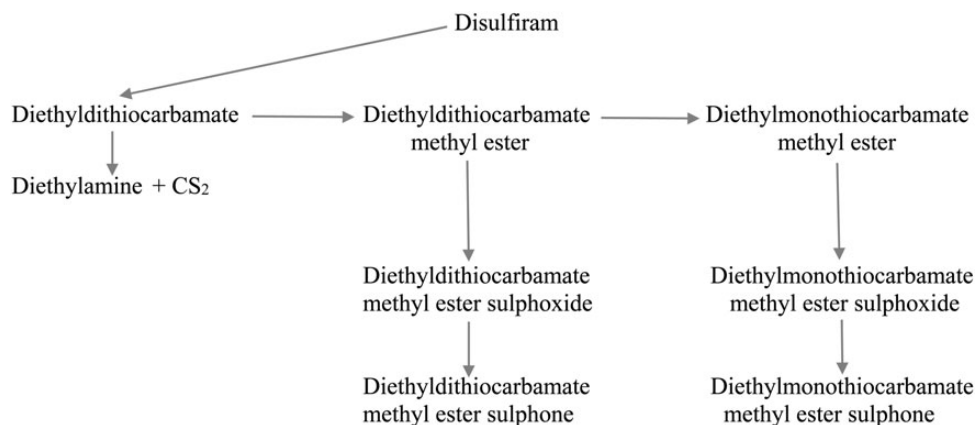 Disulfiram
Diethyldithiocarbamate
Diethyldithiocarbamate
methyl ester
Diethylmonothiocarbamate
methyl ester
Diethylamine + CS₂
Diethyldithiocarbamate
methyl ester sulphoxide
Diethylmonothiocarbamate
methyl ester sulphoxide
Diethyldithiocarbamate
methyl ester sulphone
Diethylmonothiocarbamate
methyl ester sulphone